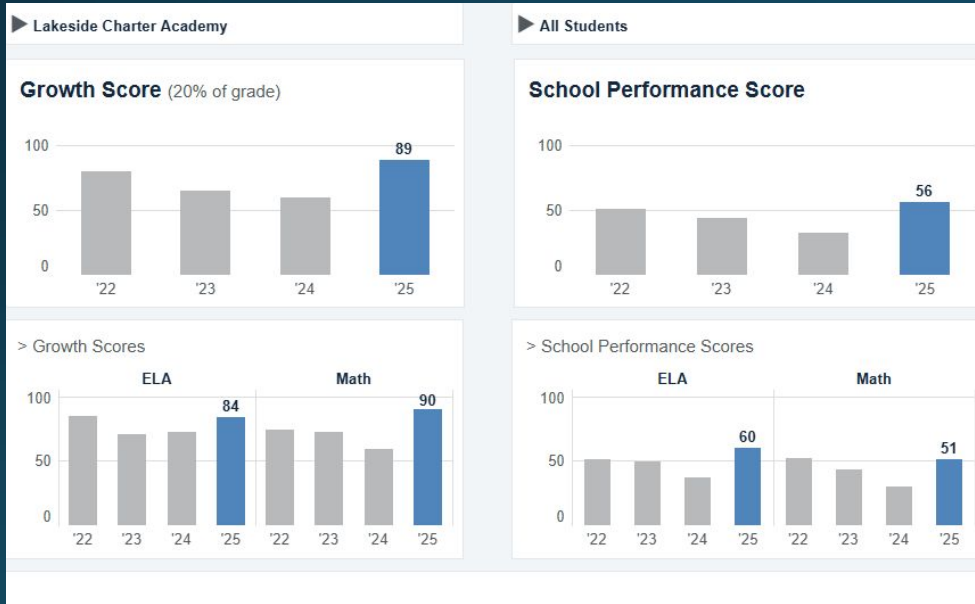 Lakeside Charter Academy
All Students
Growth Score (20% of grade)
100
50
0
89
'22 '23 '24 '25
School Performance Score
100
50
0
56
'22 '23 '24 '25
> Growth Scores
ELA Math
100
50
0
84 90
'22 '23 '24 '25 '22 '23 '24 '25
> School Performance Scores
ELA Math
100
50
0
60 51
'22 '23 '24 '25 '22 '23 '24 '25